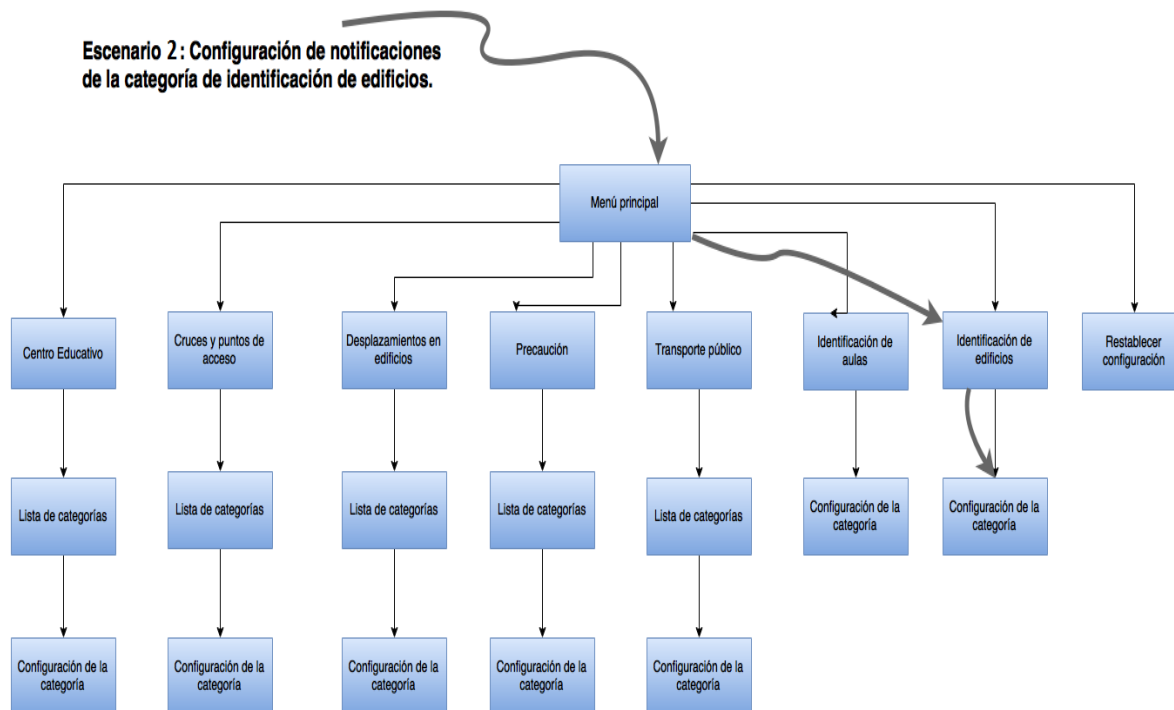 Escenario 2: Configuración de notificaciones
de la categoría de identificación de edificios.
Menú principal
Centro Educativo
Cruces y puntos de
acceso
Desplazamientos en
edificios
Precaución
Transporte público
Identificación de
aulas
Identificación de
edificios
Restablecer
configuración
Lista de categorías
Lista de categorías
Lista de categorías
Lista de categorías
Lista de categorías
Configuración de la
categoría
Configuración de la
categoría
Configuración de la
categoría
Configuración de la
categoría
Configuración de la
categoría
Configuración de la
categoría
Configuración de la
categoría